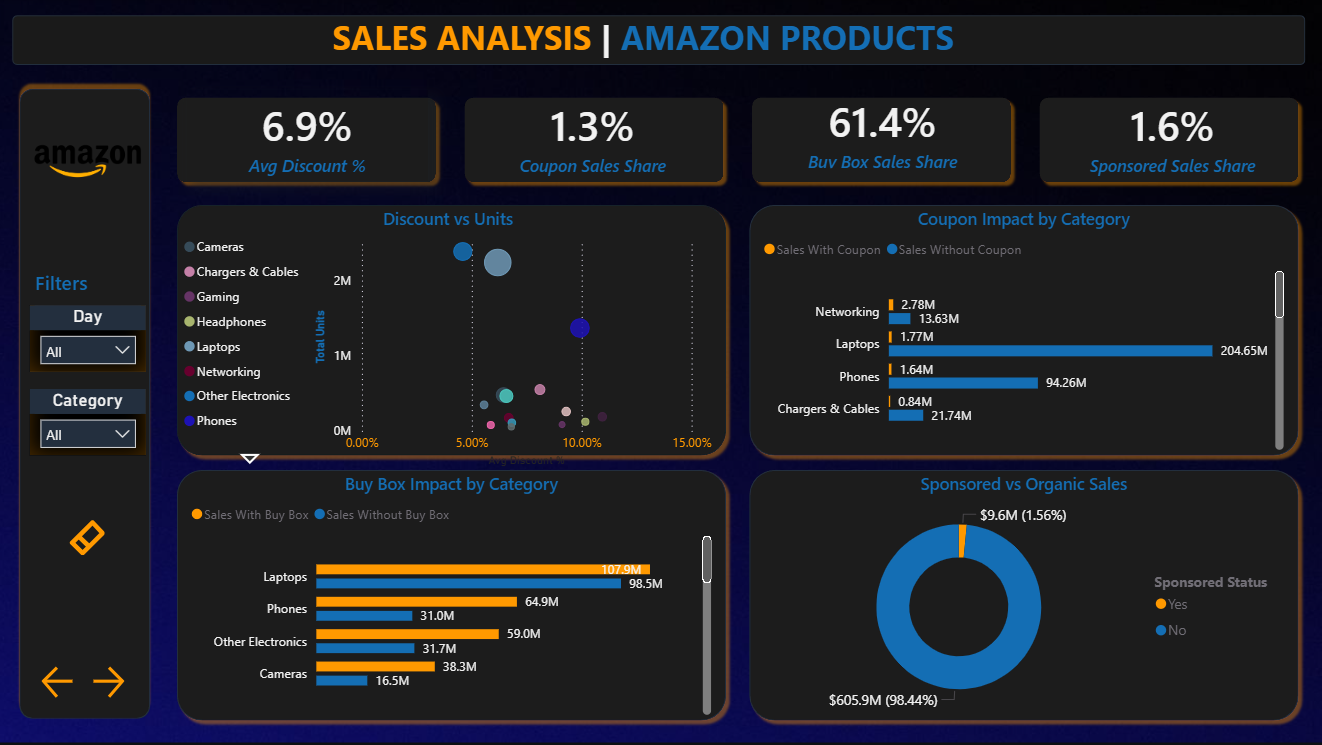 SALES ANALYSIS | AMAZON PRODUCTS
amazon
Filters
Day
All
Category
All
6.9%
Avg Discount %
1.3%
Coupon Sales Share
61.4%
Buv Box Sales Share
1.6%
Sponsored Sales Share
Discount vs Units
Cameras
Chargers & Cables
Gaming
Headphones
Laptops
Networking
Other Electronics
Phones
Total Units
2M
1M
0M
0.00% 5.00% 10.00% 15.00%
Avg Discount %
Coupon Impact by Category
Sales With Coupon Sales Without Coupon
Networking 2.78M
13.63M
Laptops 1.77M
204.65M
Phones 1.64M
94.26M
Chargers & Cables 0.84M
21.74M
Buy Box Impact by Category
Sales With Buy Box Sales Without Buy Box
Laptops 107.9M
98.5M
Phones 64.9M
31.0M
Other Electronics 59.0M
31.7M
Cameras 38.3M
16.5M
Sponsored vs Organic Sales
$9.6M (1.56%)
$605.9M (98.44%)
Sponsored Status
Yes
No